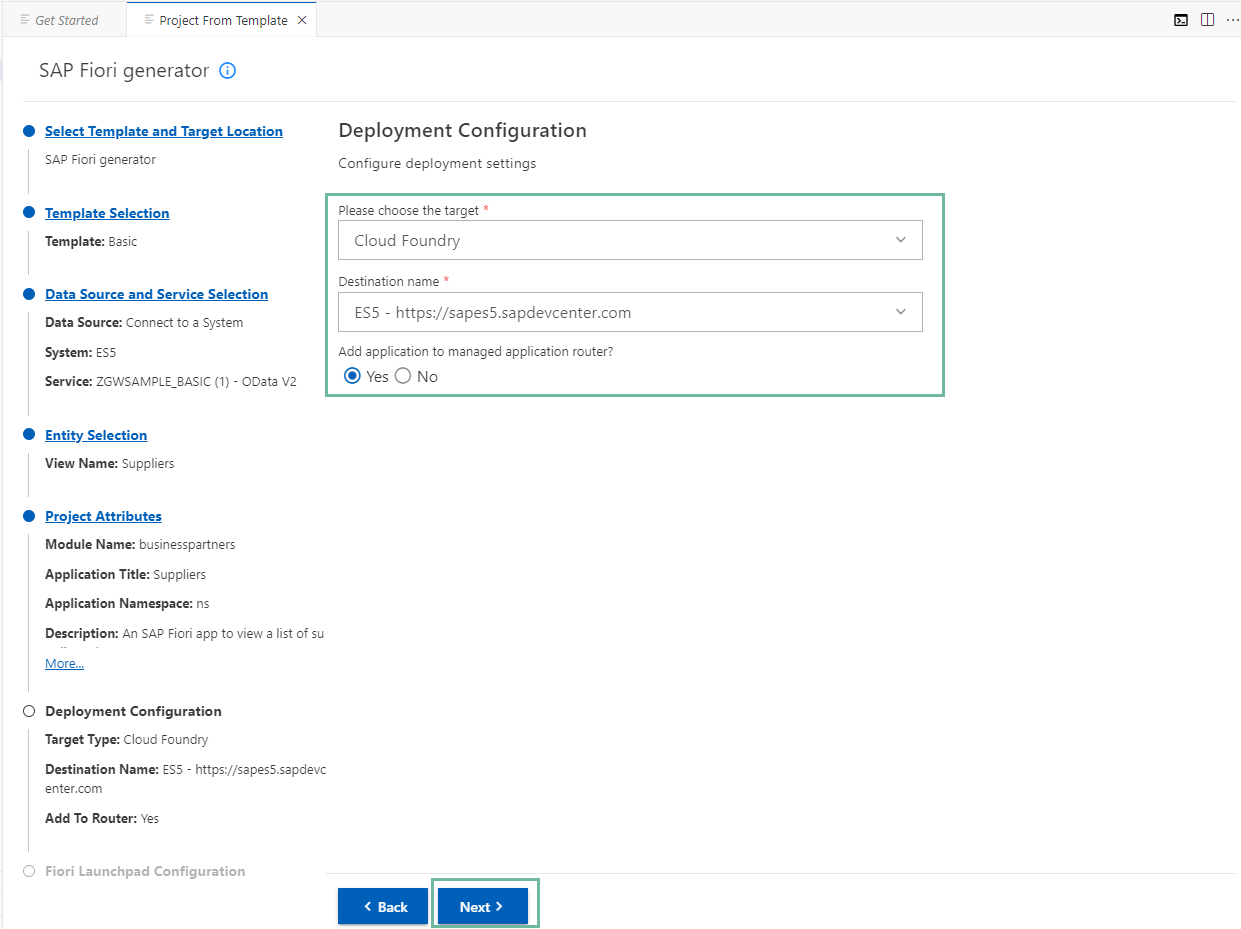 Get Started
Project From Template
SAP Fiori generator
Select Template and Target Location
SAP Fiori generator
Template Selection
Template: Basic
Data Source and Service Selection
Data Source: Connect to a System
System: ES5
Service: ZGWSAMPLE_BASIC (1) - OData V2
Entity Selection
View Name: Suppliers
Project Attributes
Module Name: businesspartners
Application Title: Suppliers
Application Namespace: ns
Description: An SAP Fiori app to view a list of su
More...
Deployment Configuration
Target Type: Cloud Foundry
Destination Name: ES5 - https://sapes5.sapdevc
enter.com
Add To Router: Yes
Fiori Launchpad Configuration
Deployment Configuration
Configure deployment settings
Please choose the target *
Cloud Foundry
Destination name *
ES5 - https://sapes5.sapdevcenter.com
Add application to managed application router?
Yes No
Back
Next